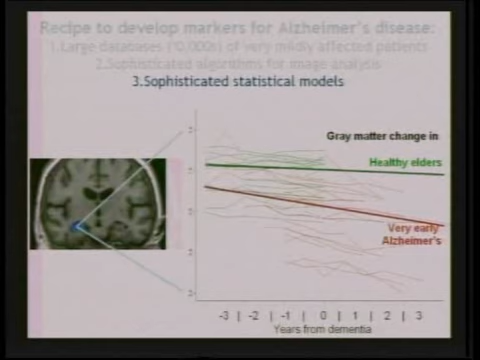 Recipe to develop markers for Alzheimer's disease:
1.Large databases (10,000s) of very mildly affected patients
2.Sophisticated algorithms for image analysis
3.Sophisticated statistical models
Gray matter change in
Healthy elders
Very early
Alzheimer's
-3 | -2 | -1 | 0 | 1 | 2 | 3
Years from dementia